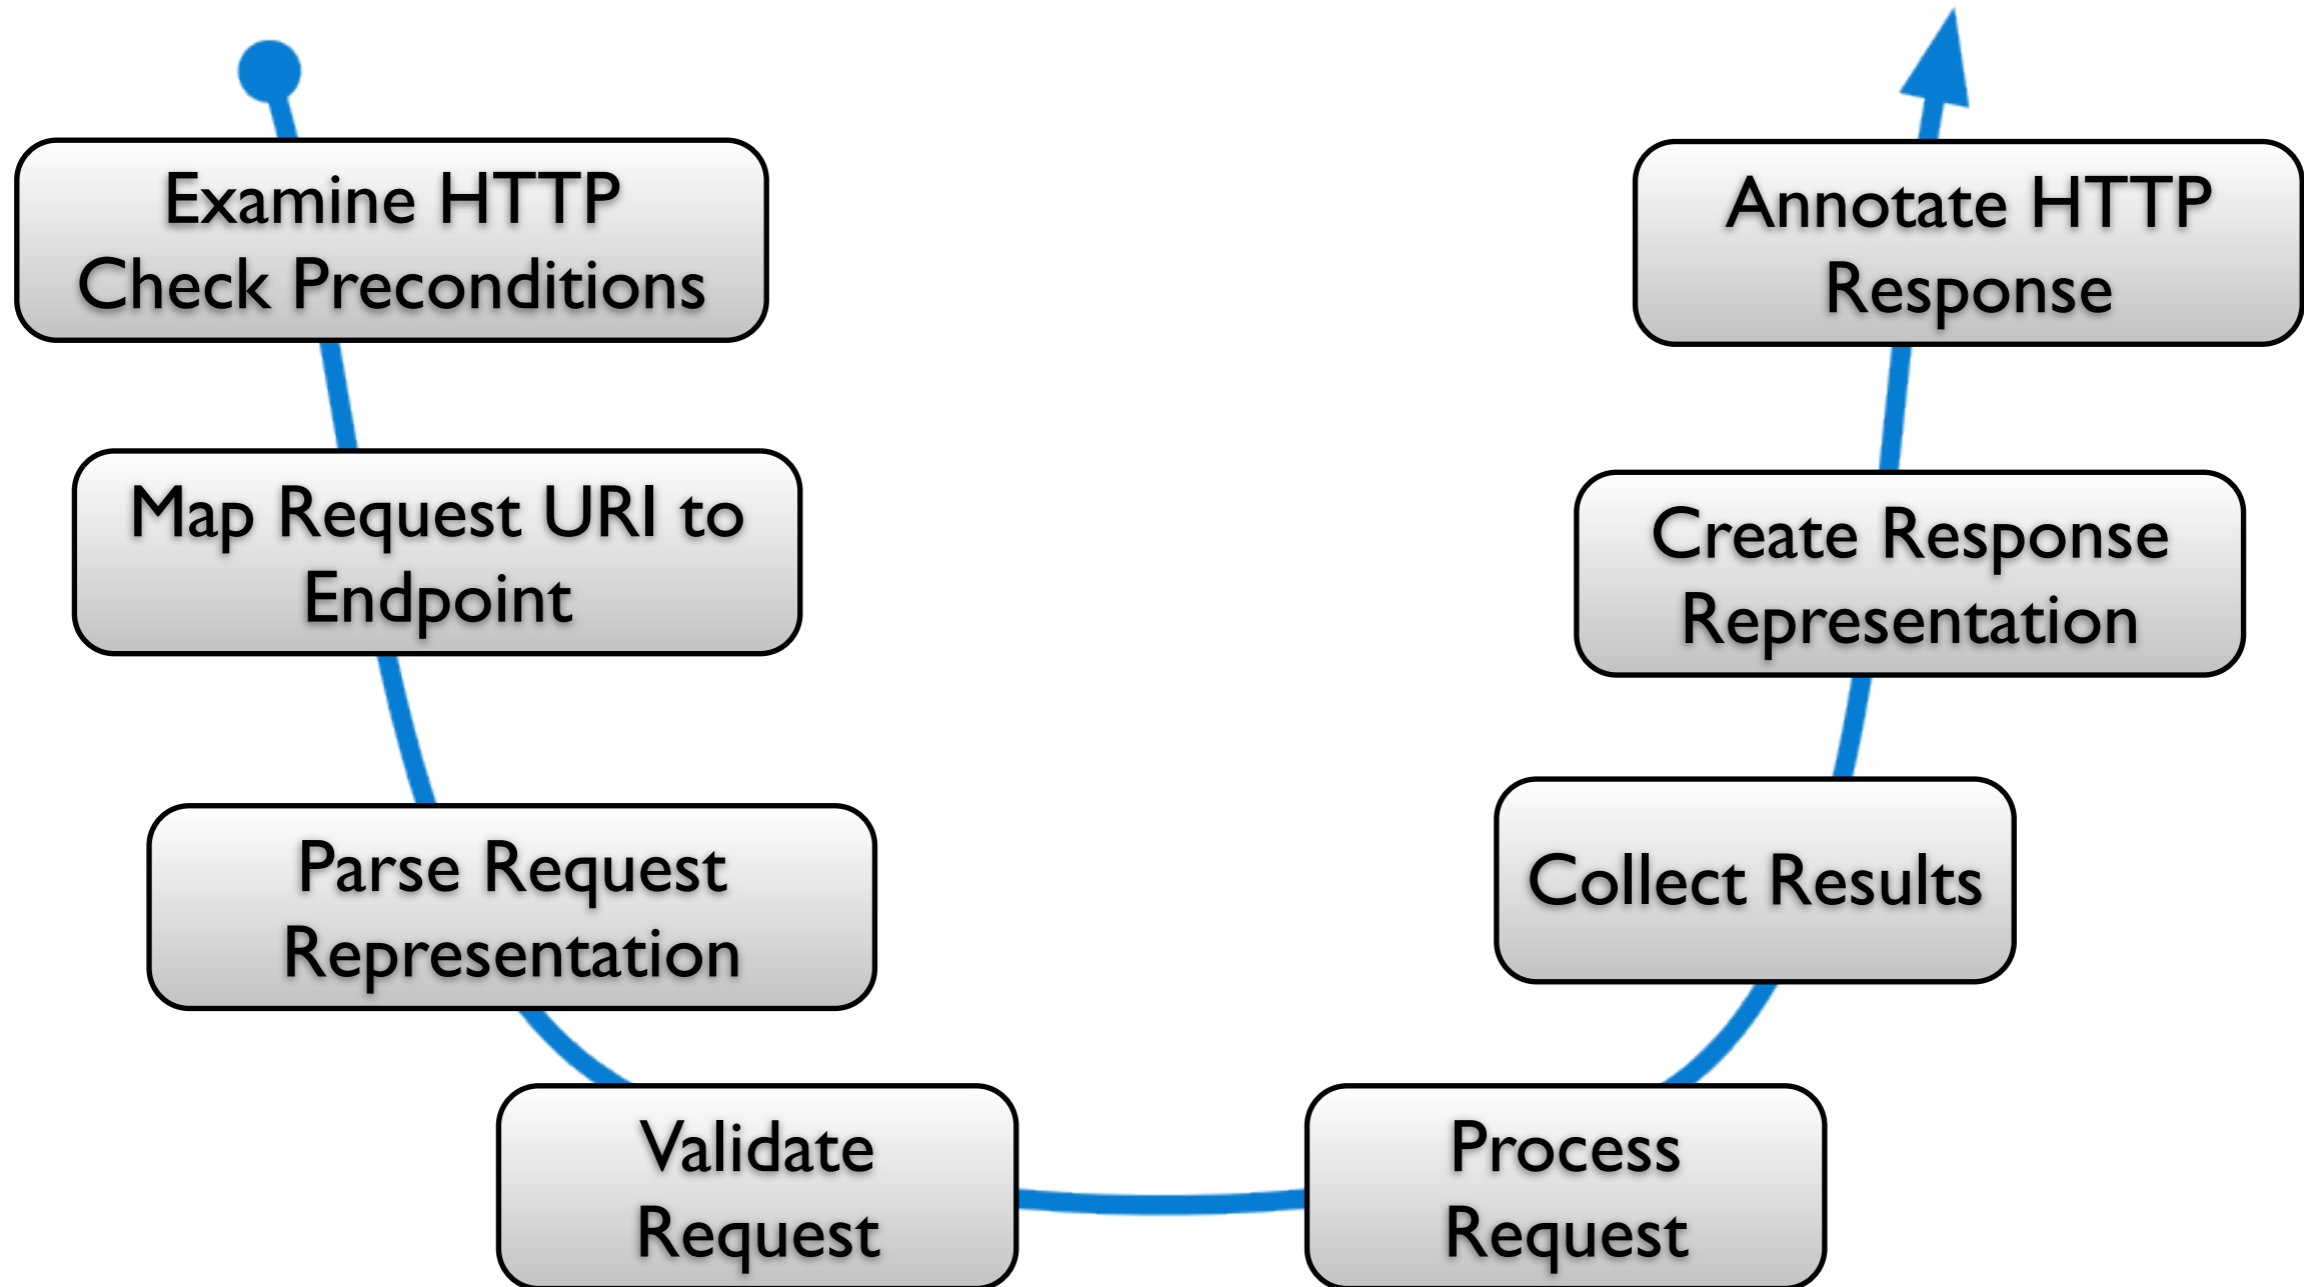 Examine HTTP
Check Preconditions
Map Request URI to
Endpoint
Parse Request
Representation
Validate
Request
Process
Request
Collect Results
Create Response
Representation
Annotate HTTP
Response